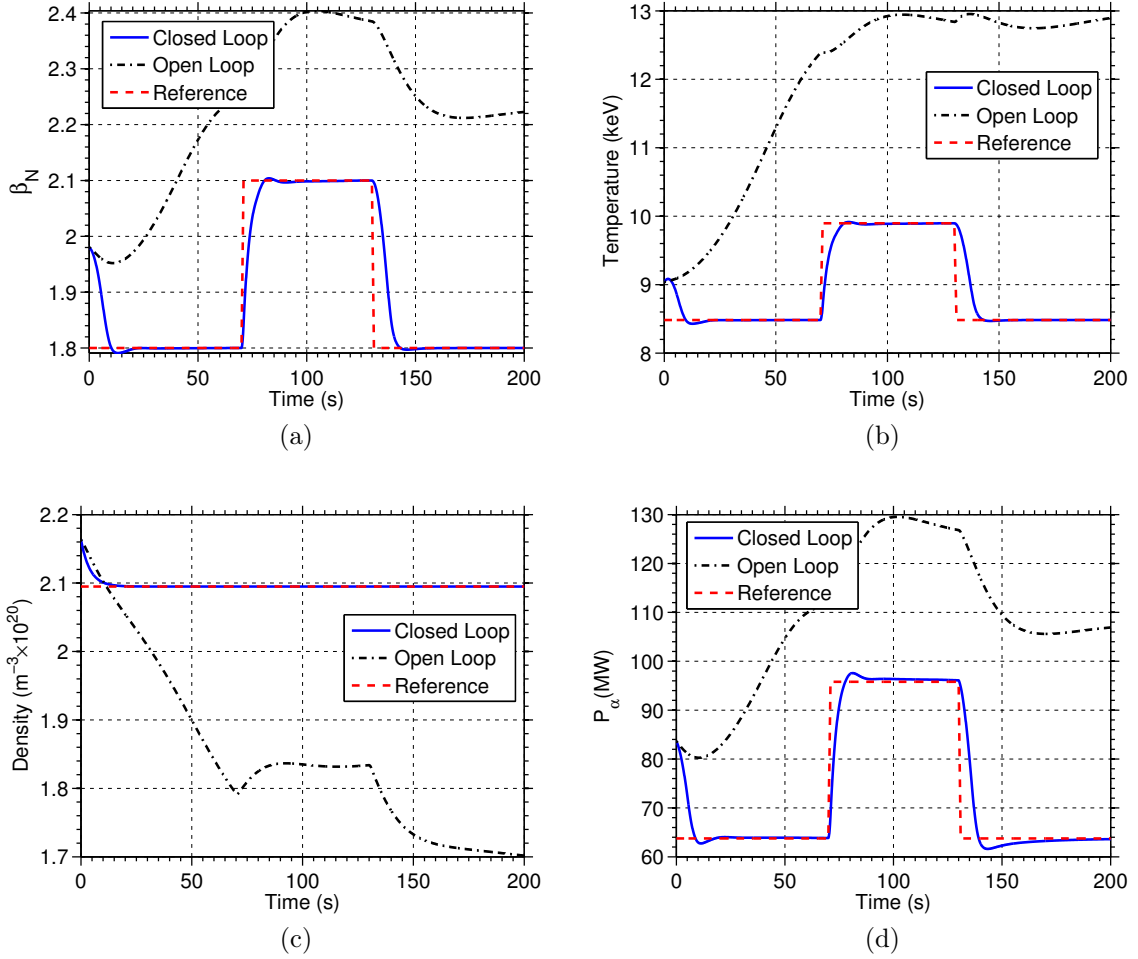 2.4
2.3
2.2
2.1
2
1.9
1.8
β_N
Closed Loop
Open Loop
Reference
0 50 100 150 200
Time (s)
(a)
13
12
11
10
9
8
Temperature (keV)
Closed Loop
Open Loop
Reference
0 50 100 150 200
Time (s)
(b)
2.2
2.1
2
1.9
1.8
1.7
Density (m⁻³×10²⁰)
Closed Loop
Open Loop
Reference
0 50 100 150 200
Time (s)
(c)
130
120
110
100
90
80
70
60
P_α(MW)
Closed Loop
Open Loop
Reference
0 50 100 150 200
Time (s)
(d)